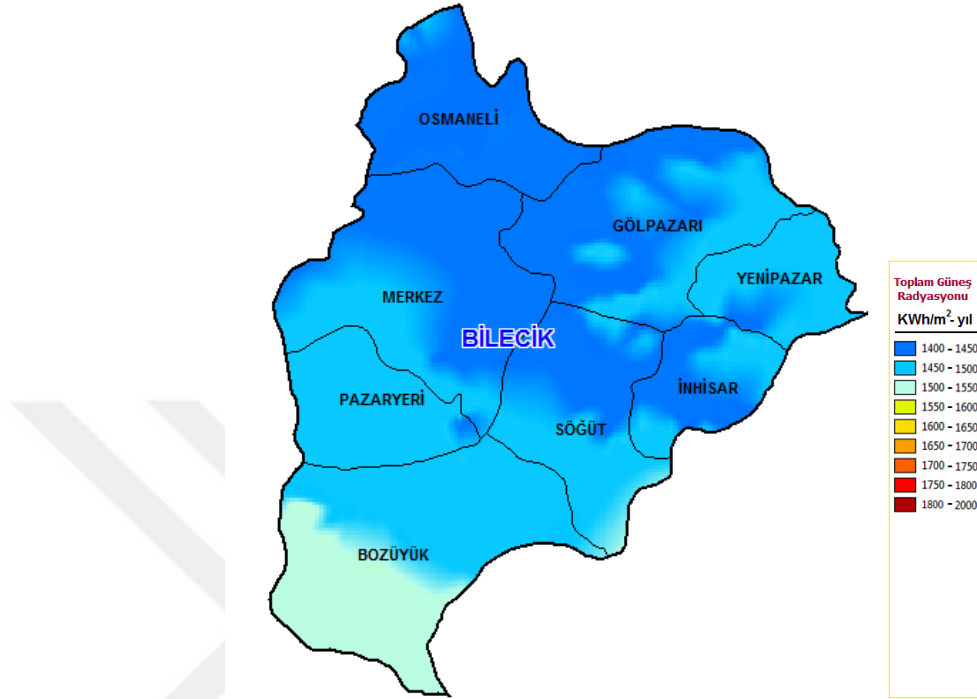 OSMANELİ
GÖLPAZARI
YENİPAZAR
MERKEZ
BİLECİK
PAZARYERİ
İNHİSAR
SÖĞÜT
BOZÜYÜK
Toplam Güneş
Radyasyonu
KWh/m²- yıl
1400 - 1450
1450 - 1500
1500 - 1550
1550 - 1600
1600 - 1650
1650 - 1700
1700 - 1750
1750 - 1800
1800 - 2000